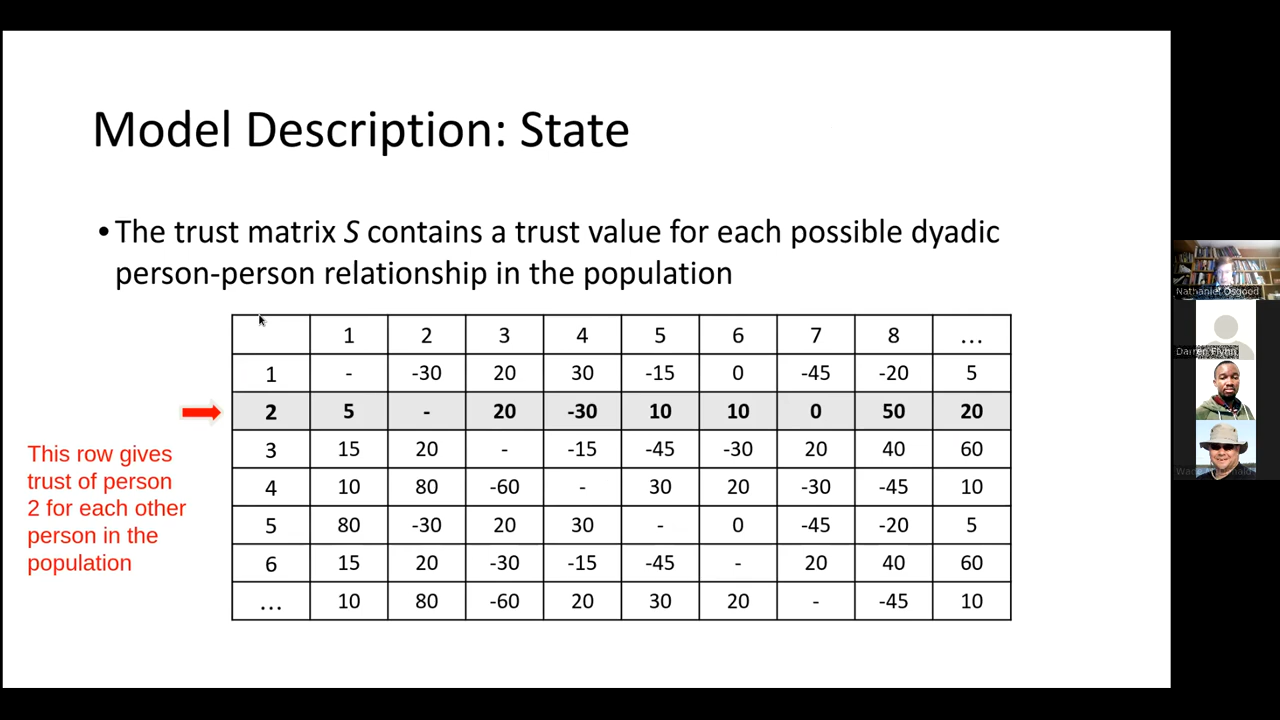 Model Description: State
•The trust matrix S contains a trust value for each possible dyadic
person-person relationship in the population
1 2 3 4 5 6 7 8 …
1 - -30 20 30 -15 0 -45 -20 5
2 5 - 20 -30 10 10 0 50 20
3 15 20 - -15 -45 -30 20 40 60
4 10 80 -60 - 30 20 -30 -45 10
5 80 -30 20 30 - 0 -45 -20 5
6 15 20 -30 -15 -45 - 20 40 60
… 10 80 -60 20 30 20 - -45 10
This row gives
trust of person
2 for each other
person in the
population
Nathaniel Osgood
Darren Flynn